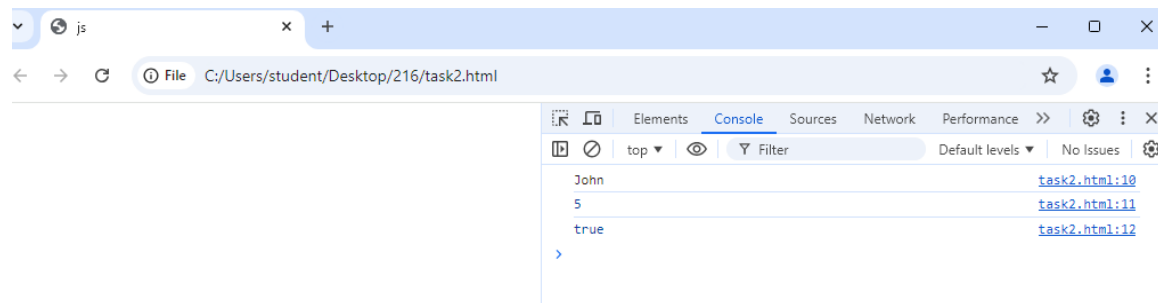 js
File C:/Users/student/Desktop/216/task2.html
Elements Console Sources Network Performance
top Filter Default levels No Issues
John task2.html:10
5 task2.html:11
true task2.html:12